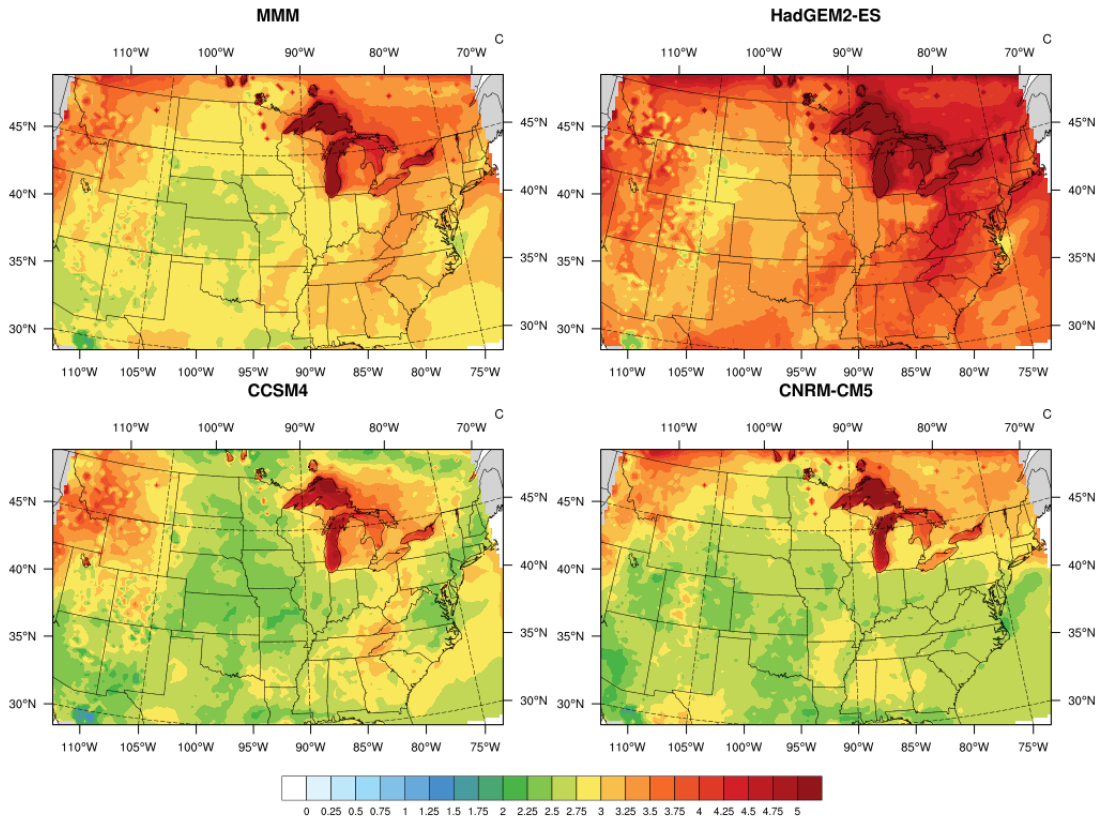 MMM HadGEM2-ES
C C
110°W 100°W 90°W 80°W 70°W 110°W 100°W 90°W 80°W 70°W
45°N 45°N
45°N 45°N
40°N 40°N 40°N 40°N
35°N 35°N 35°N 35°N
30°N 30°N 30°N 30°N
110°W 105°W 100°W 95°W 90°W 85°W 80°W 75°W 110°W 105°W 100°W 95°W 90°W 85°W 80°W 75°W
CCSM4 CNRM-CM5
C C
110°W 100°W 90°W 80°W 70°W 110°W 100°W 90°W 80°W 70°W
45°N 45°N
45°N 45°N
40°N 40°N 40°N 40°N
35°N 35°N 35°N 35°N
30°N 30°N 30°N 30°N
110°W 105°W 100°W 95°W 90°W 85°W 80°W 75°W 110°W 105°W 100°W 95°W 90°W 85°W 80°W 75°W
0 0.25 0.5 0.75 1 1.25 1.5 1.75 2 2.25 2.5 2.75 3 3.25 3.5 3.75 4 4.25 4.5 4.75 5